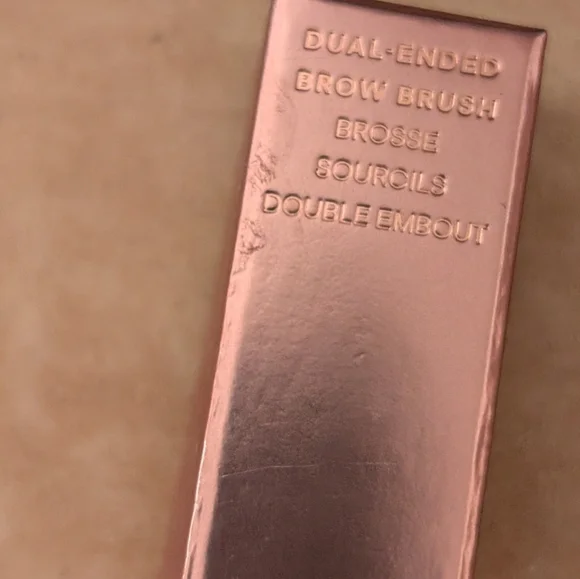 DUAL-ENDED
BROW BRUSH
BROSSE
SOURCILS
DOUBLE EMBOUT